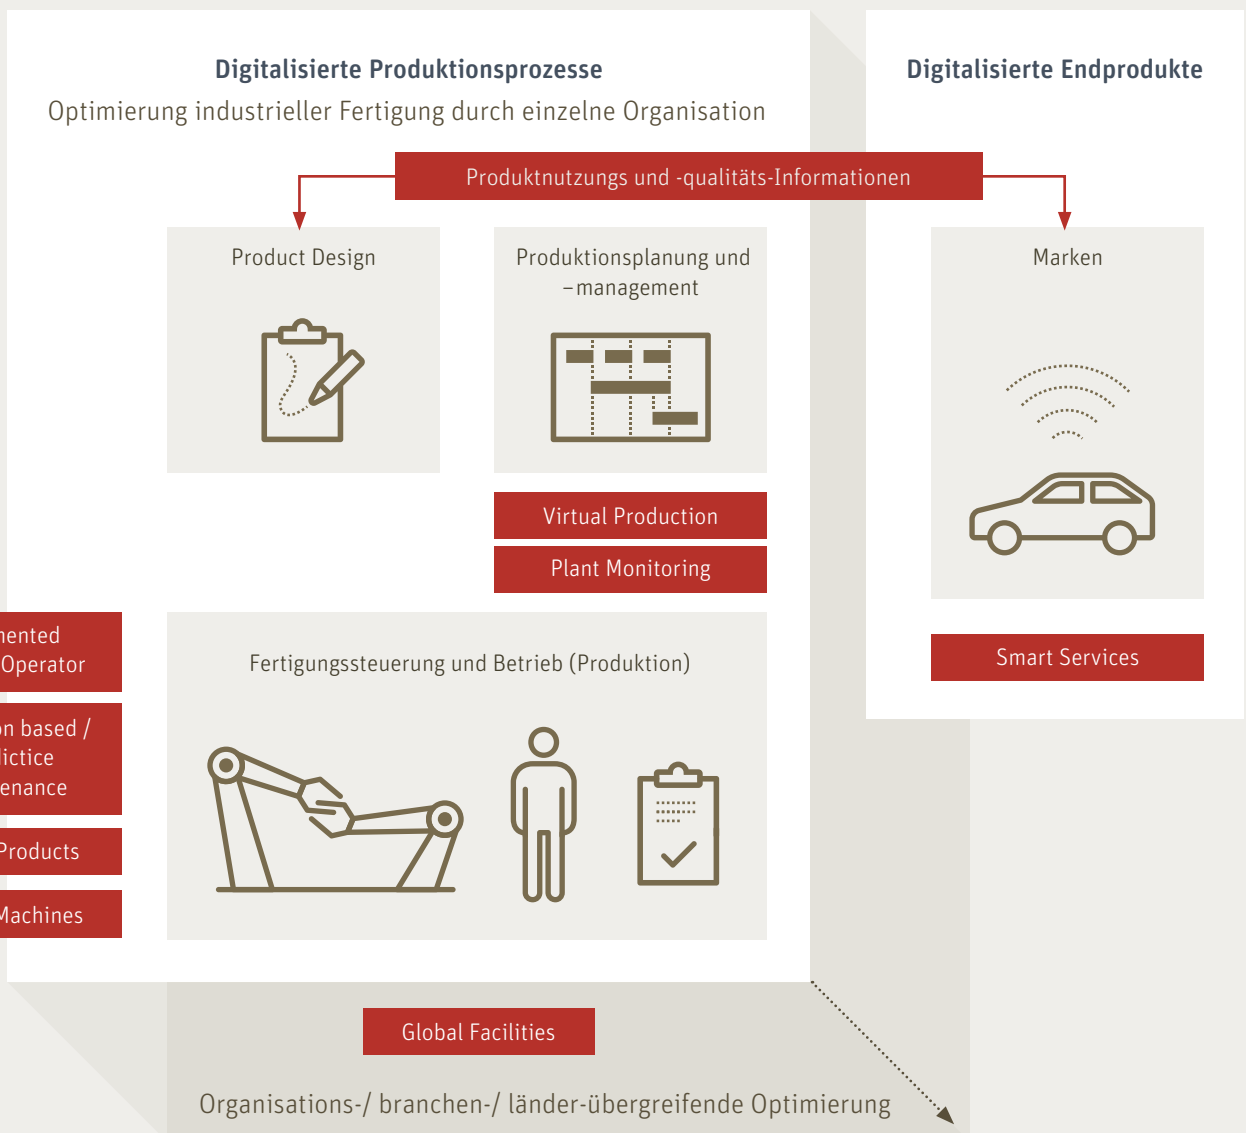 Digitalisierte Produktionsprozesse
Optimierung industrieller Fertigung durch einzelne Organisation
Digitalisierte Endprodukte
Produktnutzungs und -qualitäts-Informationen
Product Design
Produktionsplanung und
–management
Marken
Virtual Production
Plant Monitoring
Operator
based /
Products
Machines
Fertigungssteuerung und Betrieb (Produktion)
Smart Services
Global Facilities
Organisations-/ branchen-/ länder-übergreifende Optimierung